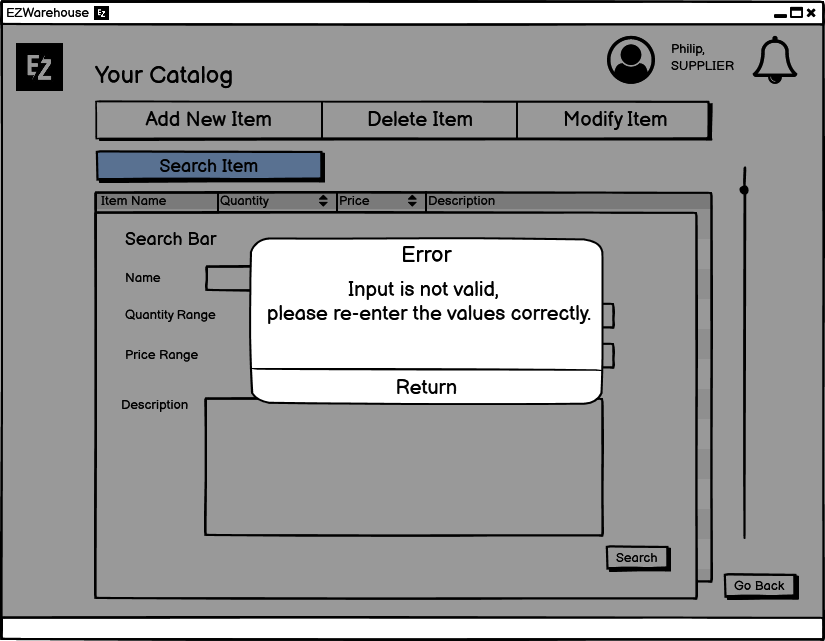 EZWarehouse EZ
EZ
Your Catalog
Philip,
SUPPLIER
Add New Item
Delete Item
Modify Item
Search Item
Item Name
Quantity
Price
Description
Search Bar
Name
Quantity Range
Price Range
Description
Error
Input is not valid,
please re-enter the values correctly.
Return
Search
Go Back